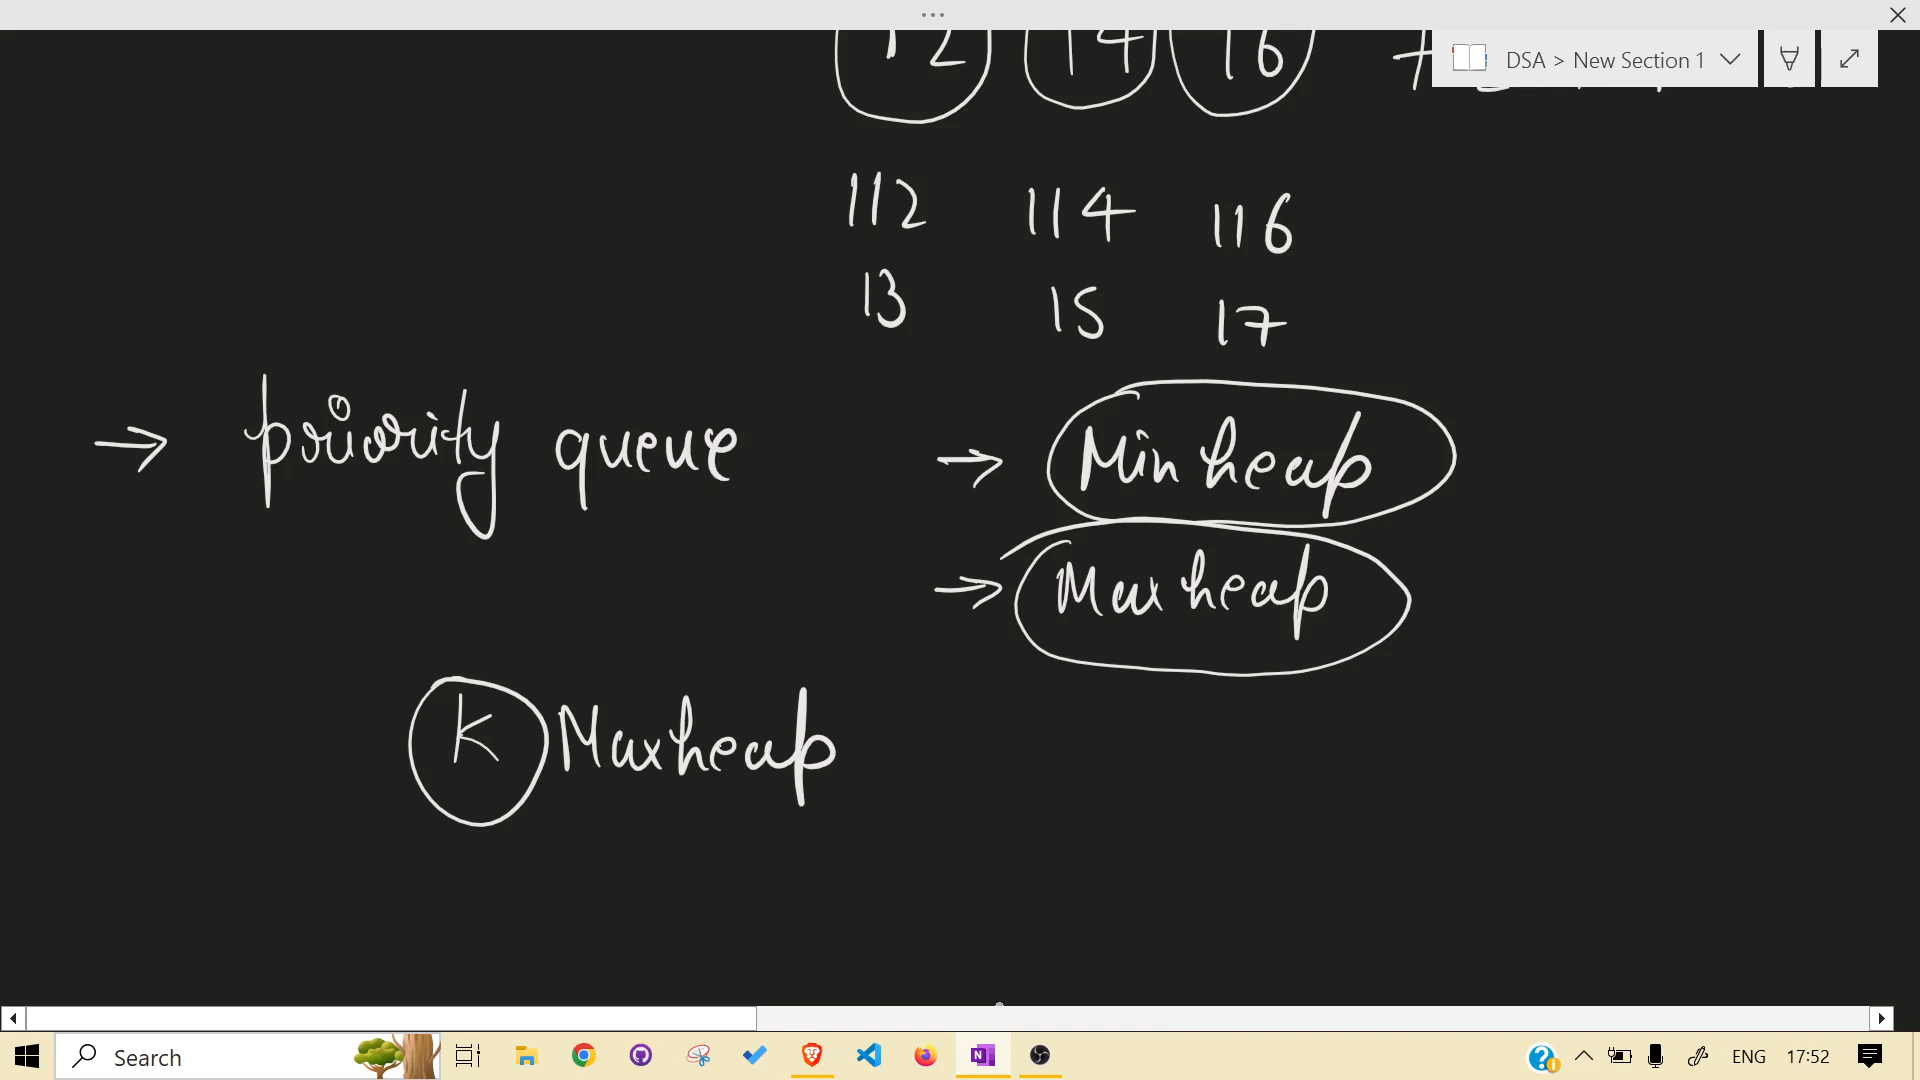 12 14 16
DSA > New Section 1
112 114 116
13 15 17
→ priority queue → Min heap
→ Max heap
K Maxheap
Search
ENG 17:52